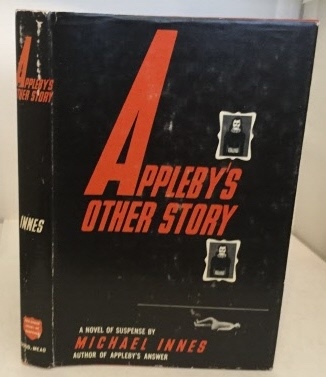 APPLEBY'S
OTHER STORY
INNES
APPLEBY'S
OTHER STORY
A NOVEL OF SUSPENSE BY
MICHAEL INNES
AUTHOR OF APPLEBY'S ANSWER